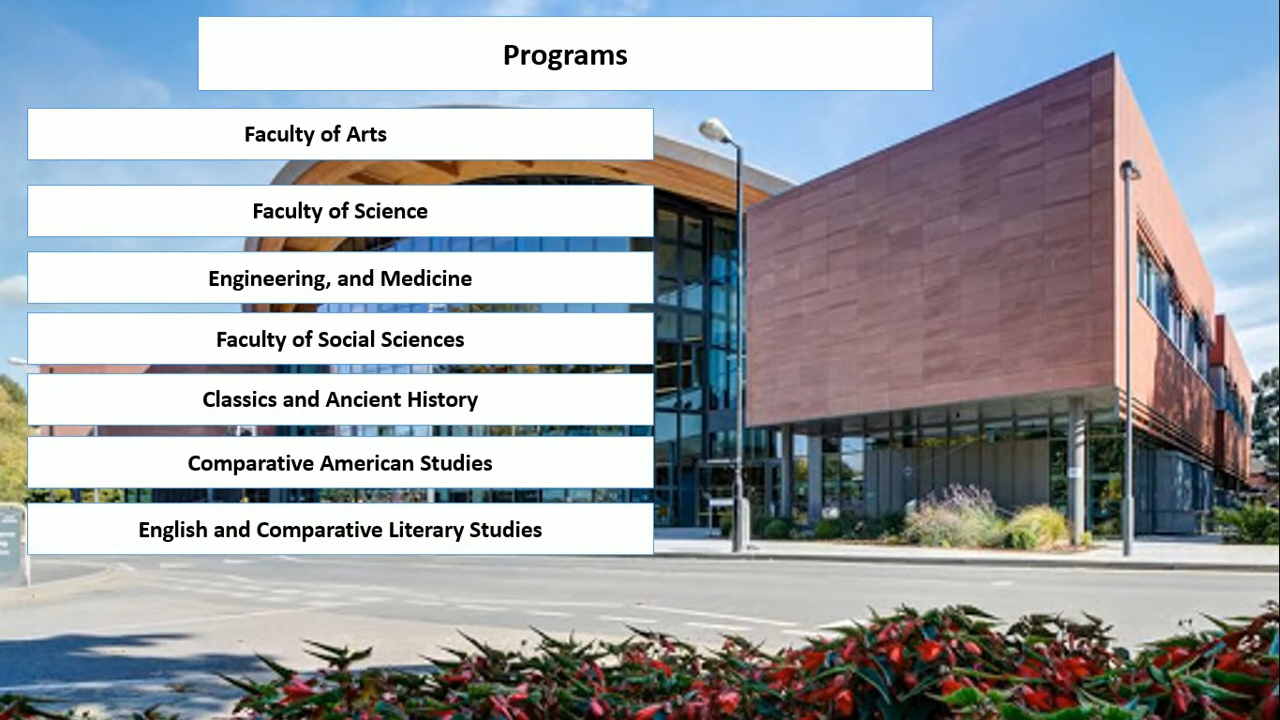 Programs
Faculty of Arts
Faculty of Science
Engineering, and Medicine
Faculty of Social Sciences
Classics and Ancient History
Comparative American Studies
English and Comparative Literary Studies